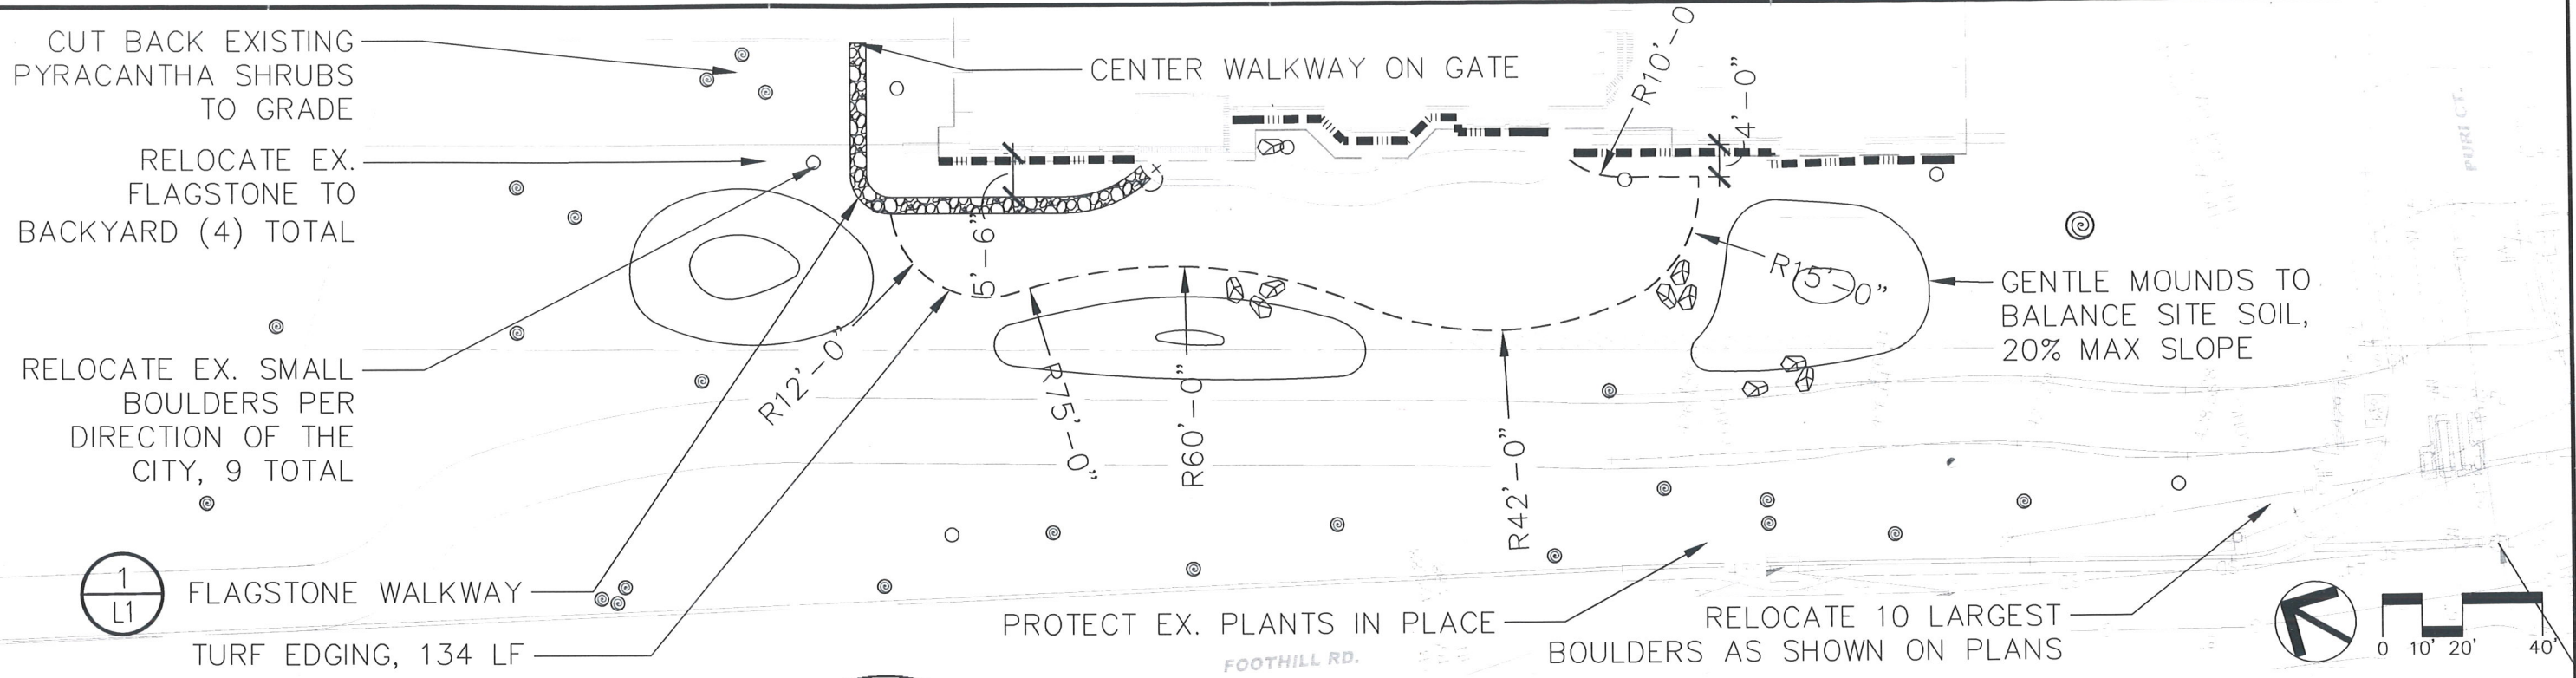 CUT BACK EXISTING
PYRACANTHA SHRUBS
TO GRADE
RELOCATE EX.
FLAGSTONE TO
BACKYARD (4) TOTAL
RELOCATE EX. SMALL
BOULDERS PER
DIRECTION OF THE
CITY, 9 TOTAL
1
L1
FLAGSTONE WALKWAY
TURF EDGING, 134 LF
CENTER WALKWAY ON GATE
5'-6"
R12'-0"
R75'-0"
R60'-0"
R42'-0"
R10'-0
4'-0"
R15'-0"
GENTLE MOUNDS TO
BALANCE SITE SOIL,
20% MAX SLOPE
PROTECT EX. PLANTS IN PLACE
RELOCATE 10 LARGEST
BOULDERS AS SHOWN ON PLANS
FOOTHILL RD.
0 10' 20' 40'